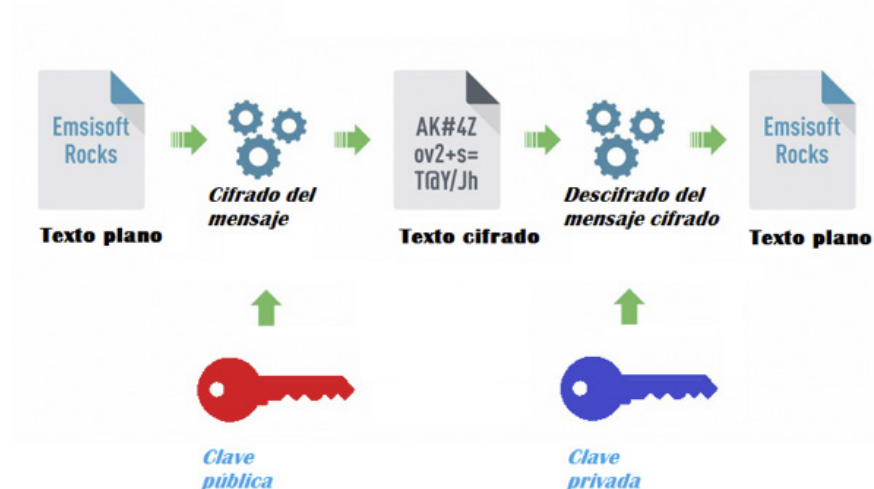 Emsisoft
Rocks
AK#4Z
ov2+s=
T@Y/Jh
Emsisoft
Rocks
Cifrado del
mensaje
Descifrado del
mensaje cifrado
Texto plano
Texto cifrado
Texto plano
Clave
pública
Clave
privada